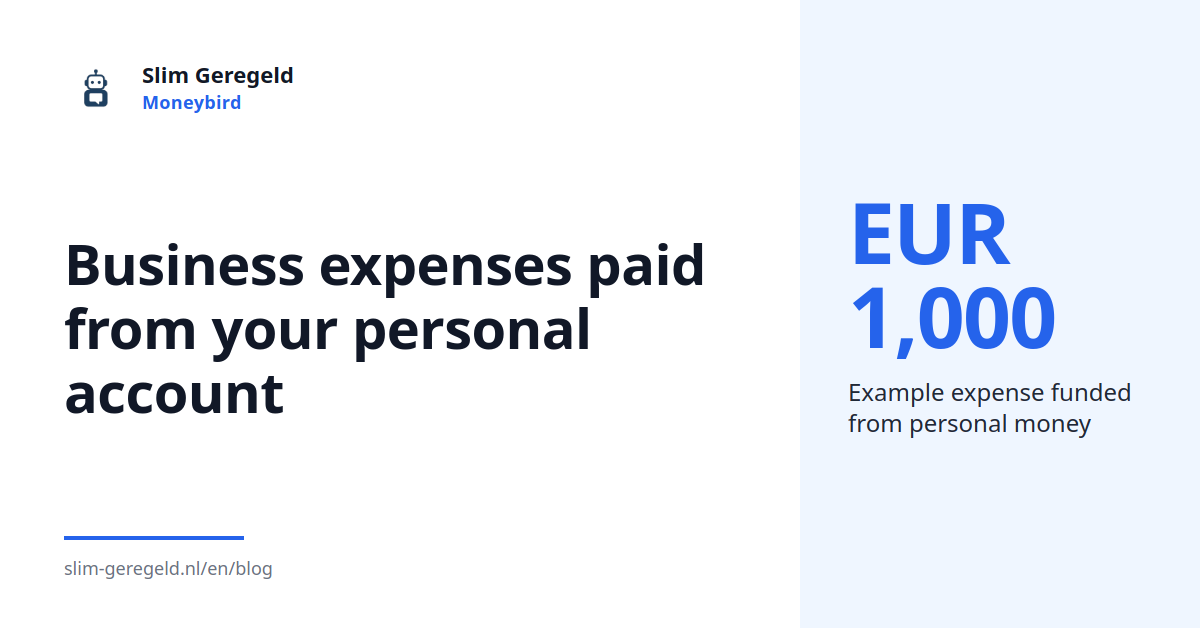 Slim Geregeld
Moneybird
Business expenses paid
from your personal
account
slim-geregeld.nl/en/blog
EUR
1,000
Example expense funded
from personal money